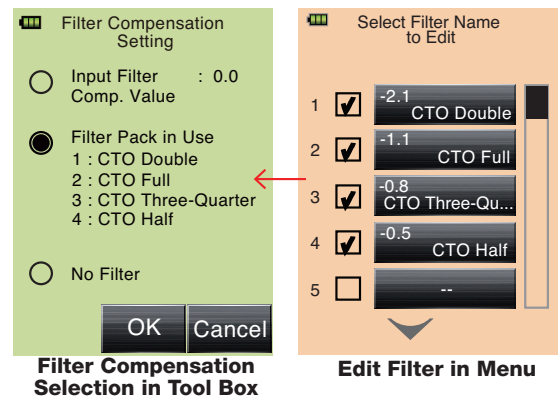 Filter Compensation
Setting
Input Filter : 0.0
Comp. Value
Filter Pack in Use
1 : CTO Double
2 : CTO Full
3 : CTO Three-Quarter
4 : CTO Half
No Filter
OK Cancel
Filter Compensation
Selection in Tool Box
Select Filter Name
to Edit
1 -2.1
CTO Double
2 -1.1
CTO Full
3 -0.8
CTO Three-Qu...
4 -0.5
CTO Half
5 --
Edit Filter in Menu